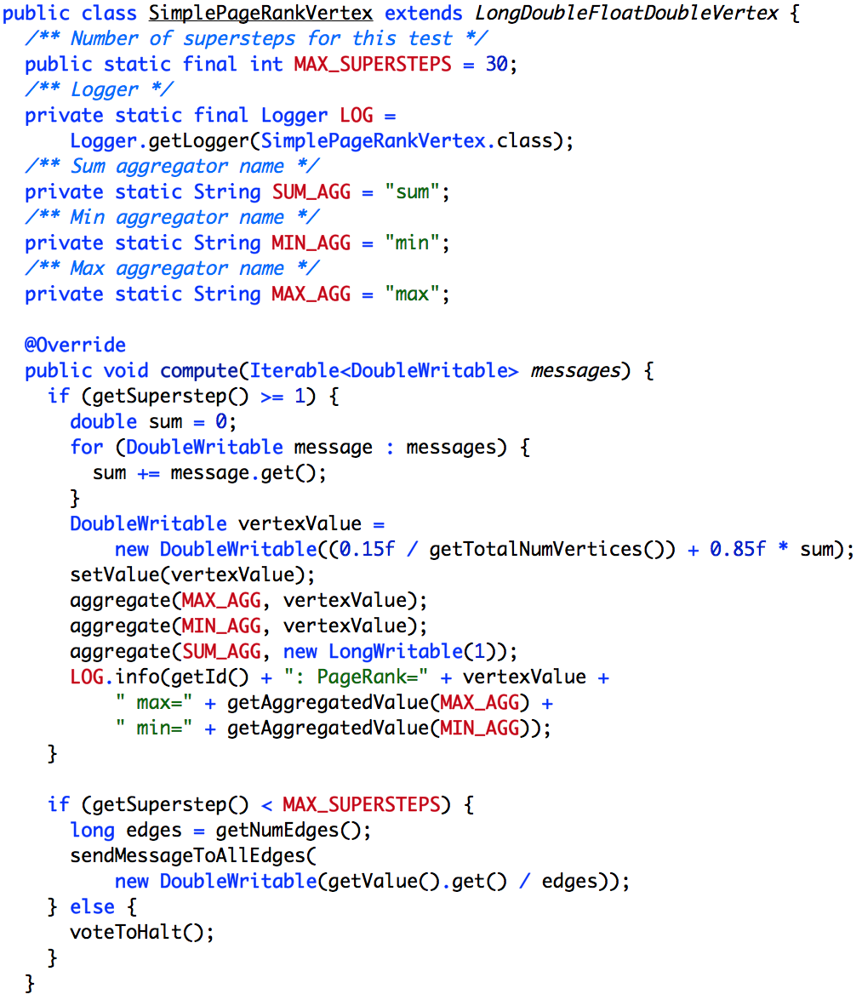 public class SimplePageRankVertex extends LongDoubleFloatDoubleVertex {
  /** Number of supersteps for this test */
  public static final int MAX_SUPERSTEPS = 30;
  /** Logger */
  private static final Logger LOG =
      Logger.getLogger(SimplePageRankVertex.class);
  /** Sum aggregator name */
  private static String SUM_AGG = "sum";
  /** Min aggregator name */
  private static String MIN_AGG = "min";
  /** Max aggregator name */
  private static String MAX_AGG = "max";

  @Override
  public void compute(Iterable<DoubleWritable> messages) {
    if (getSuperstep() >= 1) {
      double sum = 0;
      for (DoubleWritable message : messages) {
        sum += message.get();
      }
      DoubleWritable vertexValue =
          new DoubleWritable((0.15f / getTotalNumVertices()) + 0.85f * sum);
      setValue(vertexValue);
      aggregate(MAX_AGG, vertexValue);
      aggregate(MIN_AGG, vertexValue);
      aggregate(SUM_AGG, new LongWritable(1));
      LOG.info(getId() + ": PageRank=" + vertexValue +
          " max=" + getAggregatedValue(MAX_AGG) +
          " min=" + getAggregatedValue(MIN_AGG));
    }

    if (getSuperstep() < MAX_SUPERSTEPS) {
      long edges = getNumEdges();
      sendMessageToAllEdges(
          new DoubleWritable(getValue().get() / edges));
    } else {
      voteToHalt();
    }
  }